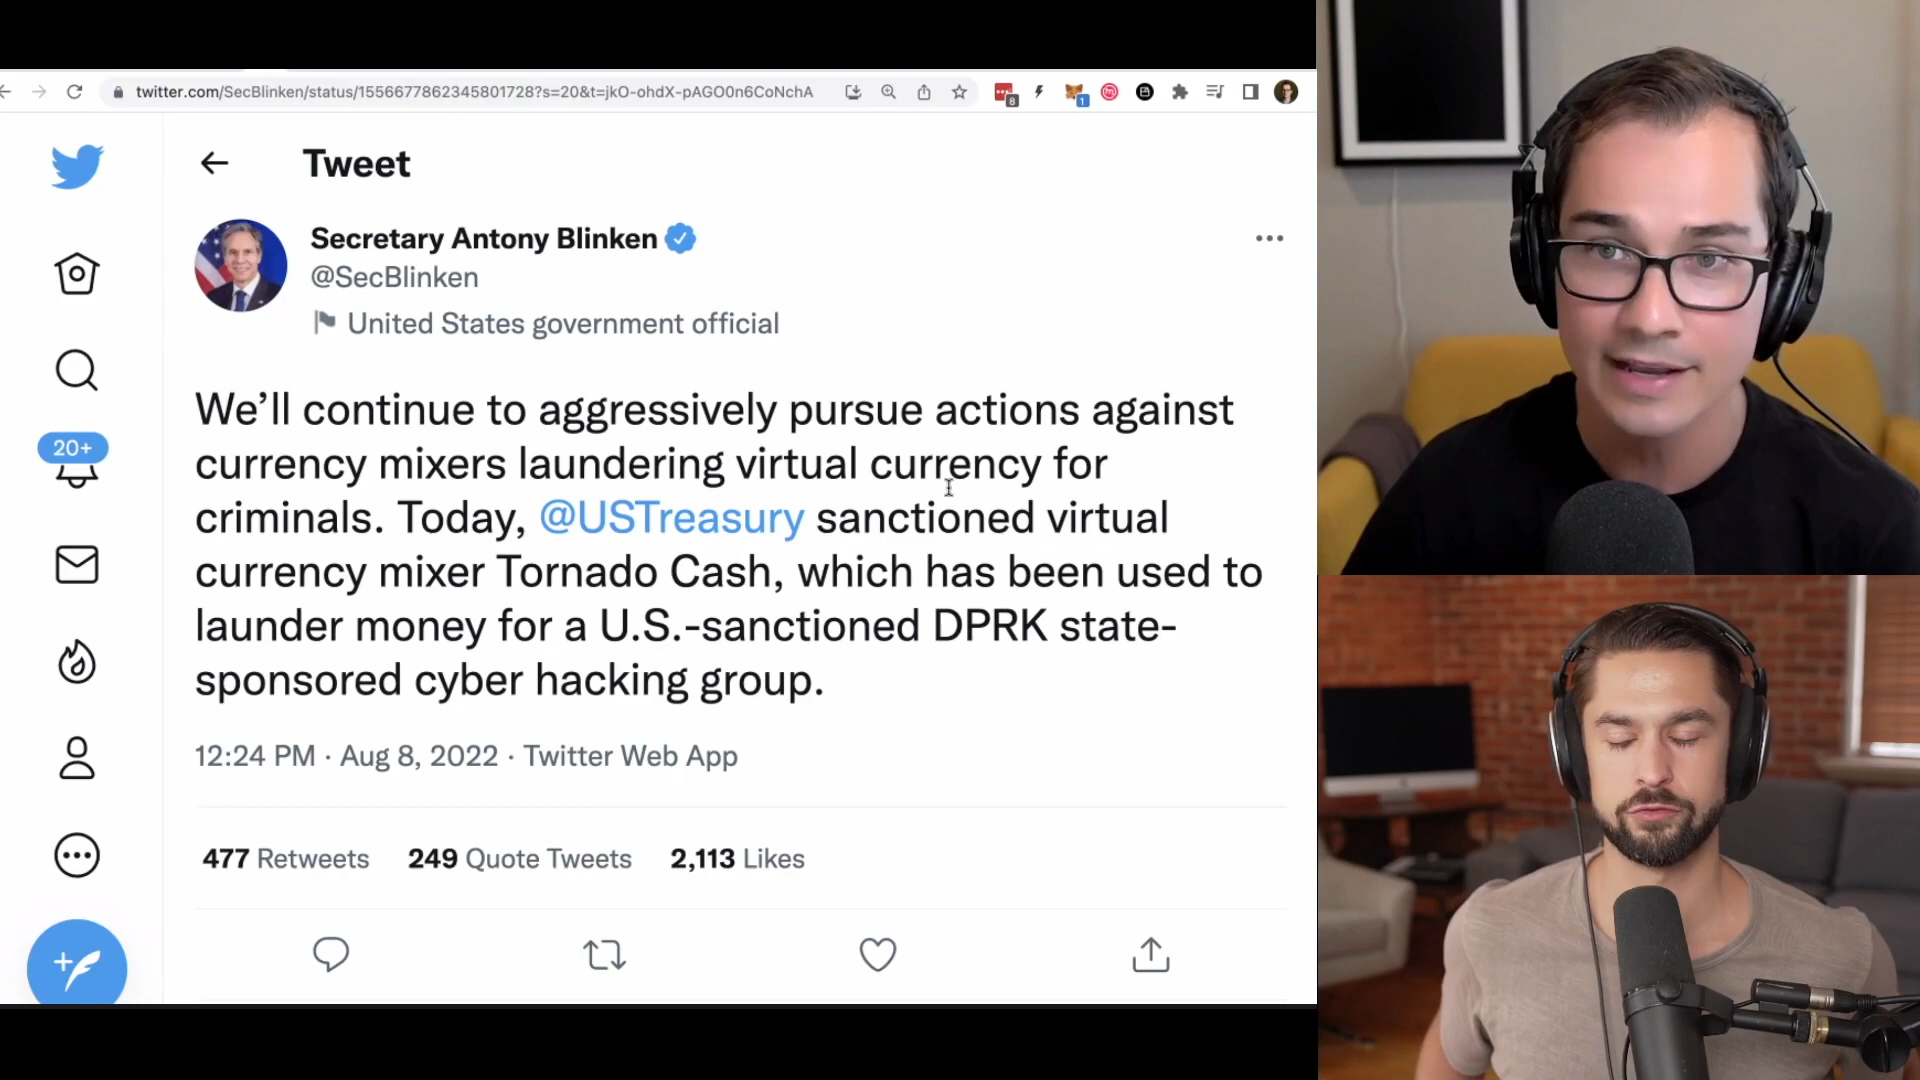 twitter.com/SecBlinken/status/1556677862345801728?s=20&t=jkO-ohdX-pAGO0n6CoNchA
8
1
Tweet
Secretary Antony Blinken
@SecBlinken
United States government official
20+
We’ll continue to aggressively pursue actions against
currency mixers laundering virtual currency for
criminals. Today, @USTreasury sanctioned virtual
currency mixer Tornado Cash, which has been used to
launder money for a U.S.-sanctioned DPRK state-
sponsored cyber hacking group.
12:24 PM · Aug 8, 2022 · Twitter Web App
477 Retweets 249 Quote Tweets 2,113 Likes